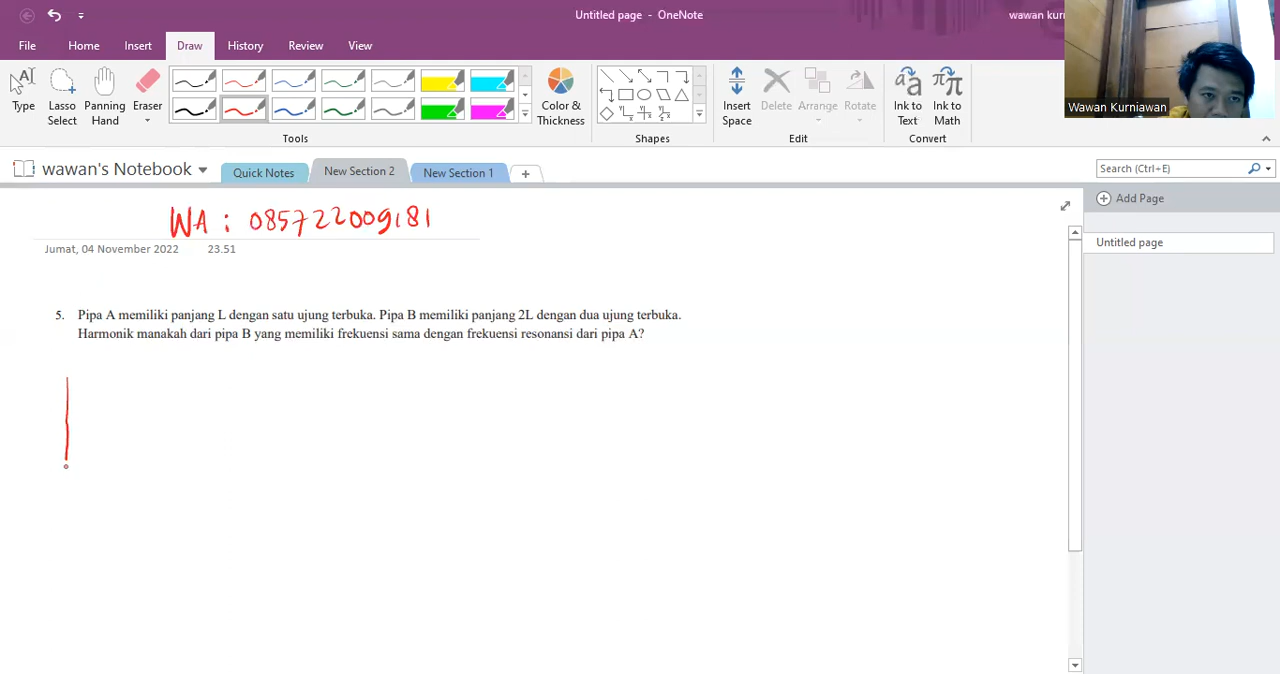 Untitled page - OneNote
wawan kurni
File Home Insert Draw History Review View
Type
Lasso Select
Panning Hand
Eraser
Color & Thickness
Insert Space
Delete
Arrange
Rotate
Ink to Text
Ink to Math
Tools
Shapes
Edit
Convert
Wawan Kurniawan
wawan's Notebook
Quick Notes
New Section 2
New Section 1
Search (Ctrl+E)
Add Page
Untitled page
WA : 085722009181
Jumat, 04 November 2022 23.51
5. Pipa A memiliki panjang L dengan satu ujung terbuka. Pipa B memiliki panjang 2L dengan dua ujung terbuka.
Harmonik manakah dari pipa B yang memiliki frekuensi sama dengan frekuensi resonansi dari pipa A?